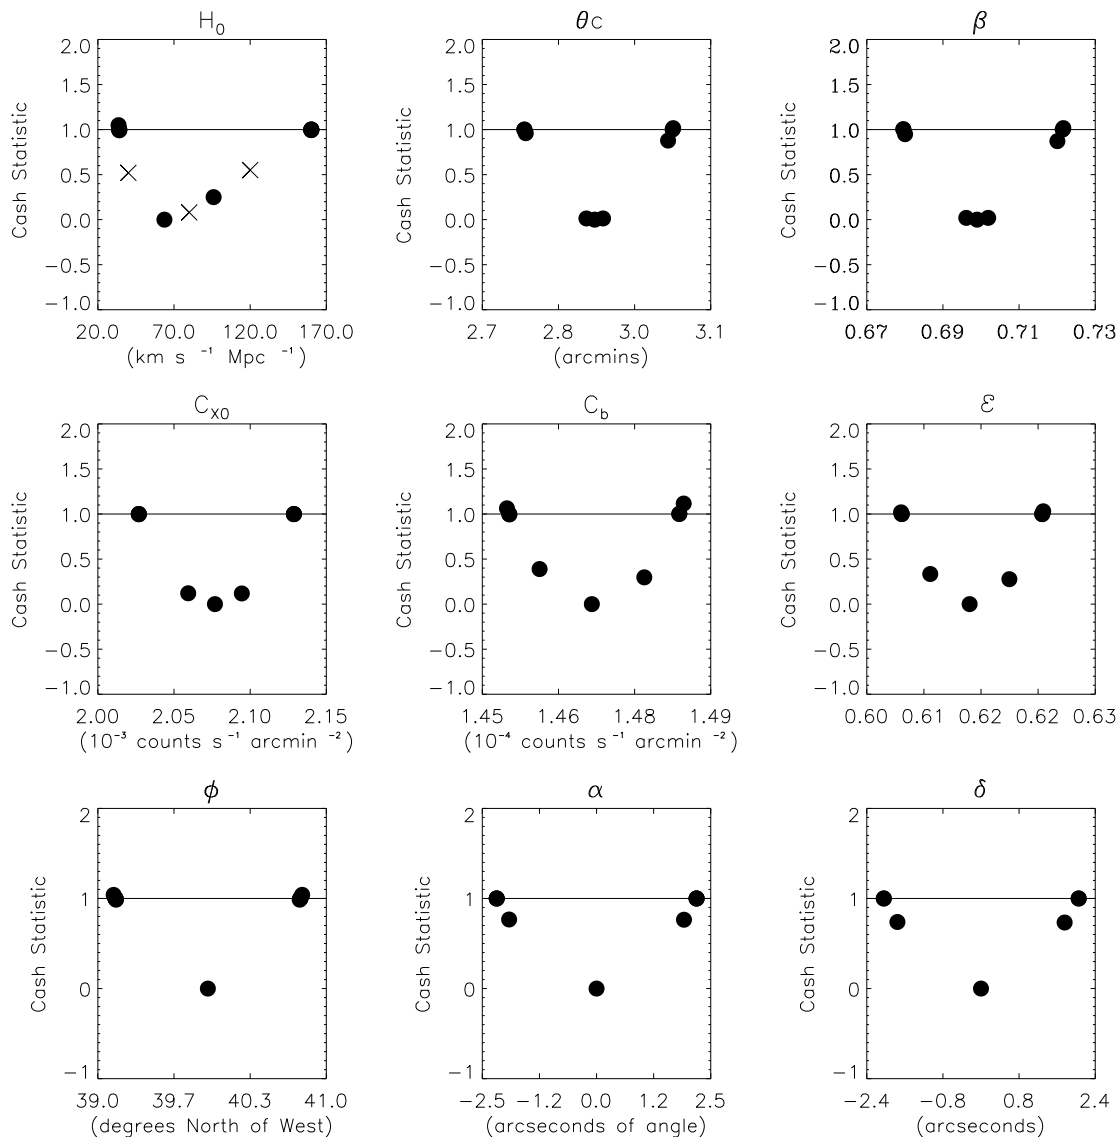 H₀ θc β
2.0 2.0 2.0
1.5 1.5 1.5
1.0 1.0 1.0
0.5 0.5 0.5
0.0 0.0 0.0
−0.5 −0.5 −0.5
−1.0 −1.0 −1.0
Cash Statistic Cash Statistic Cash Statistic
20.0 70.0 120.0 170.0 2.7 2.8 3.0 3.1 0.67 0.69 0.71 0.73
(km s ⁻¹ Mpc ⁻¹) (arcmins)
C_X0 C_b ℰ
2.0 2.0 2.0
1.5 1.5 1.5
1.0 1.0 1.0
0.5 0.5 0.5
0.0 0.0 0.0
−0.5 −0.5 −0.5
−1.0 −1.0 −1.0
Cash Statistic Cash Statistic Cash Statistic
2.00 2.05 2.10 2.15 1.45 1.46 1.48 1.49 0.60 0.61 0.62 0.62 0.63
(10⁻³ counts s⁻¹ arcmin ⁻²) (10⁻⁴ counts s⁻¹ arcmin ⁻²)
ϕ α δ
2 2 2
1 1 1
0 0 0
−1 −1 −1
Cash Statistic Cash Statistic Cash Statistic
39.0 39.7 40.3 41.0 −2.5 −1.2 0.0 1.2 2.5 −2.4 −0.8 0.8 2.4
(degrees North of West) (arcseconds of angle) (arcseconds)